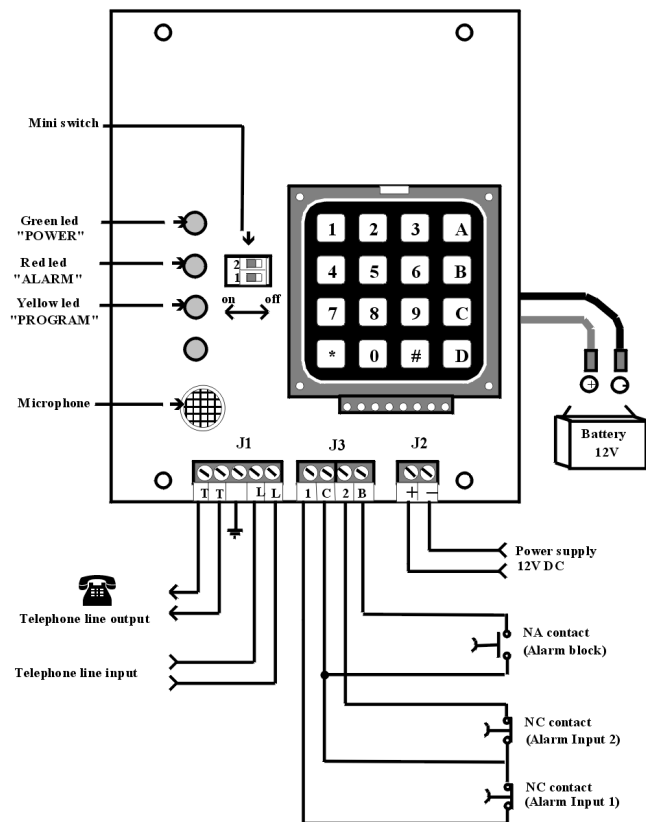 Mini switch
Green led
"POWER"
Red led
"ALARM"
Yellow led
"PROGRAM"
Microphone
2
1
on off
1 2 3 A
4 5 6 B
7 8 9 C
* 0 # D
+ -
Battery
12V
J1 J3 J2
T T L L 1 C 2 B + −
Power supply
12V DC
Telephone line output
Telephone line input
NA contact
(Alarm block)
NC contact
(Alarm Input 2)
NC contact
(Alarm Input 1)